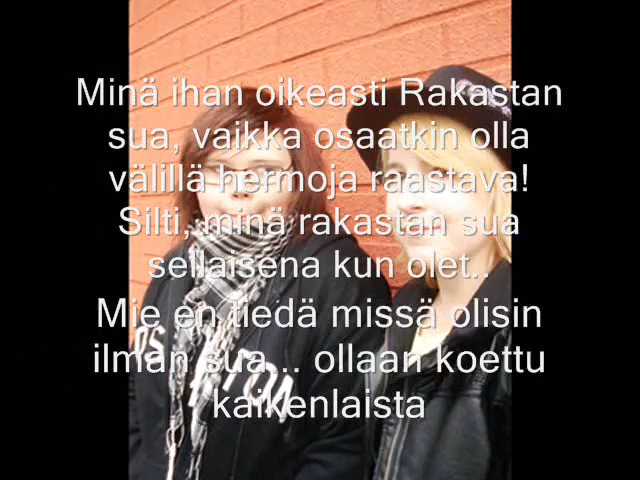 Minä ihan oikeasti Rakastan
sua, vaikka osaatkin olla
välillä hermoja raastava!
Silti, minä rakastan sua
sellaisena kun olet..
Mie en tiedä missä olisin
ilman sua... ollaan koettu
kaikenlaista